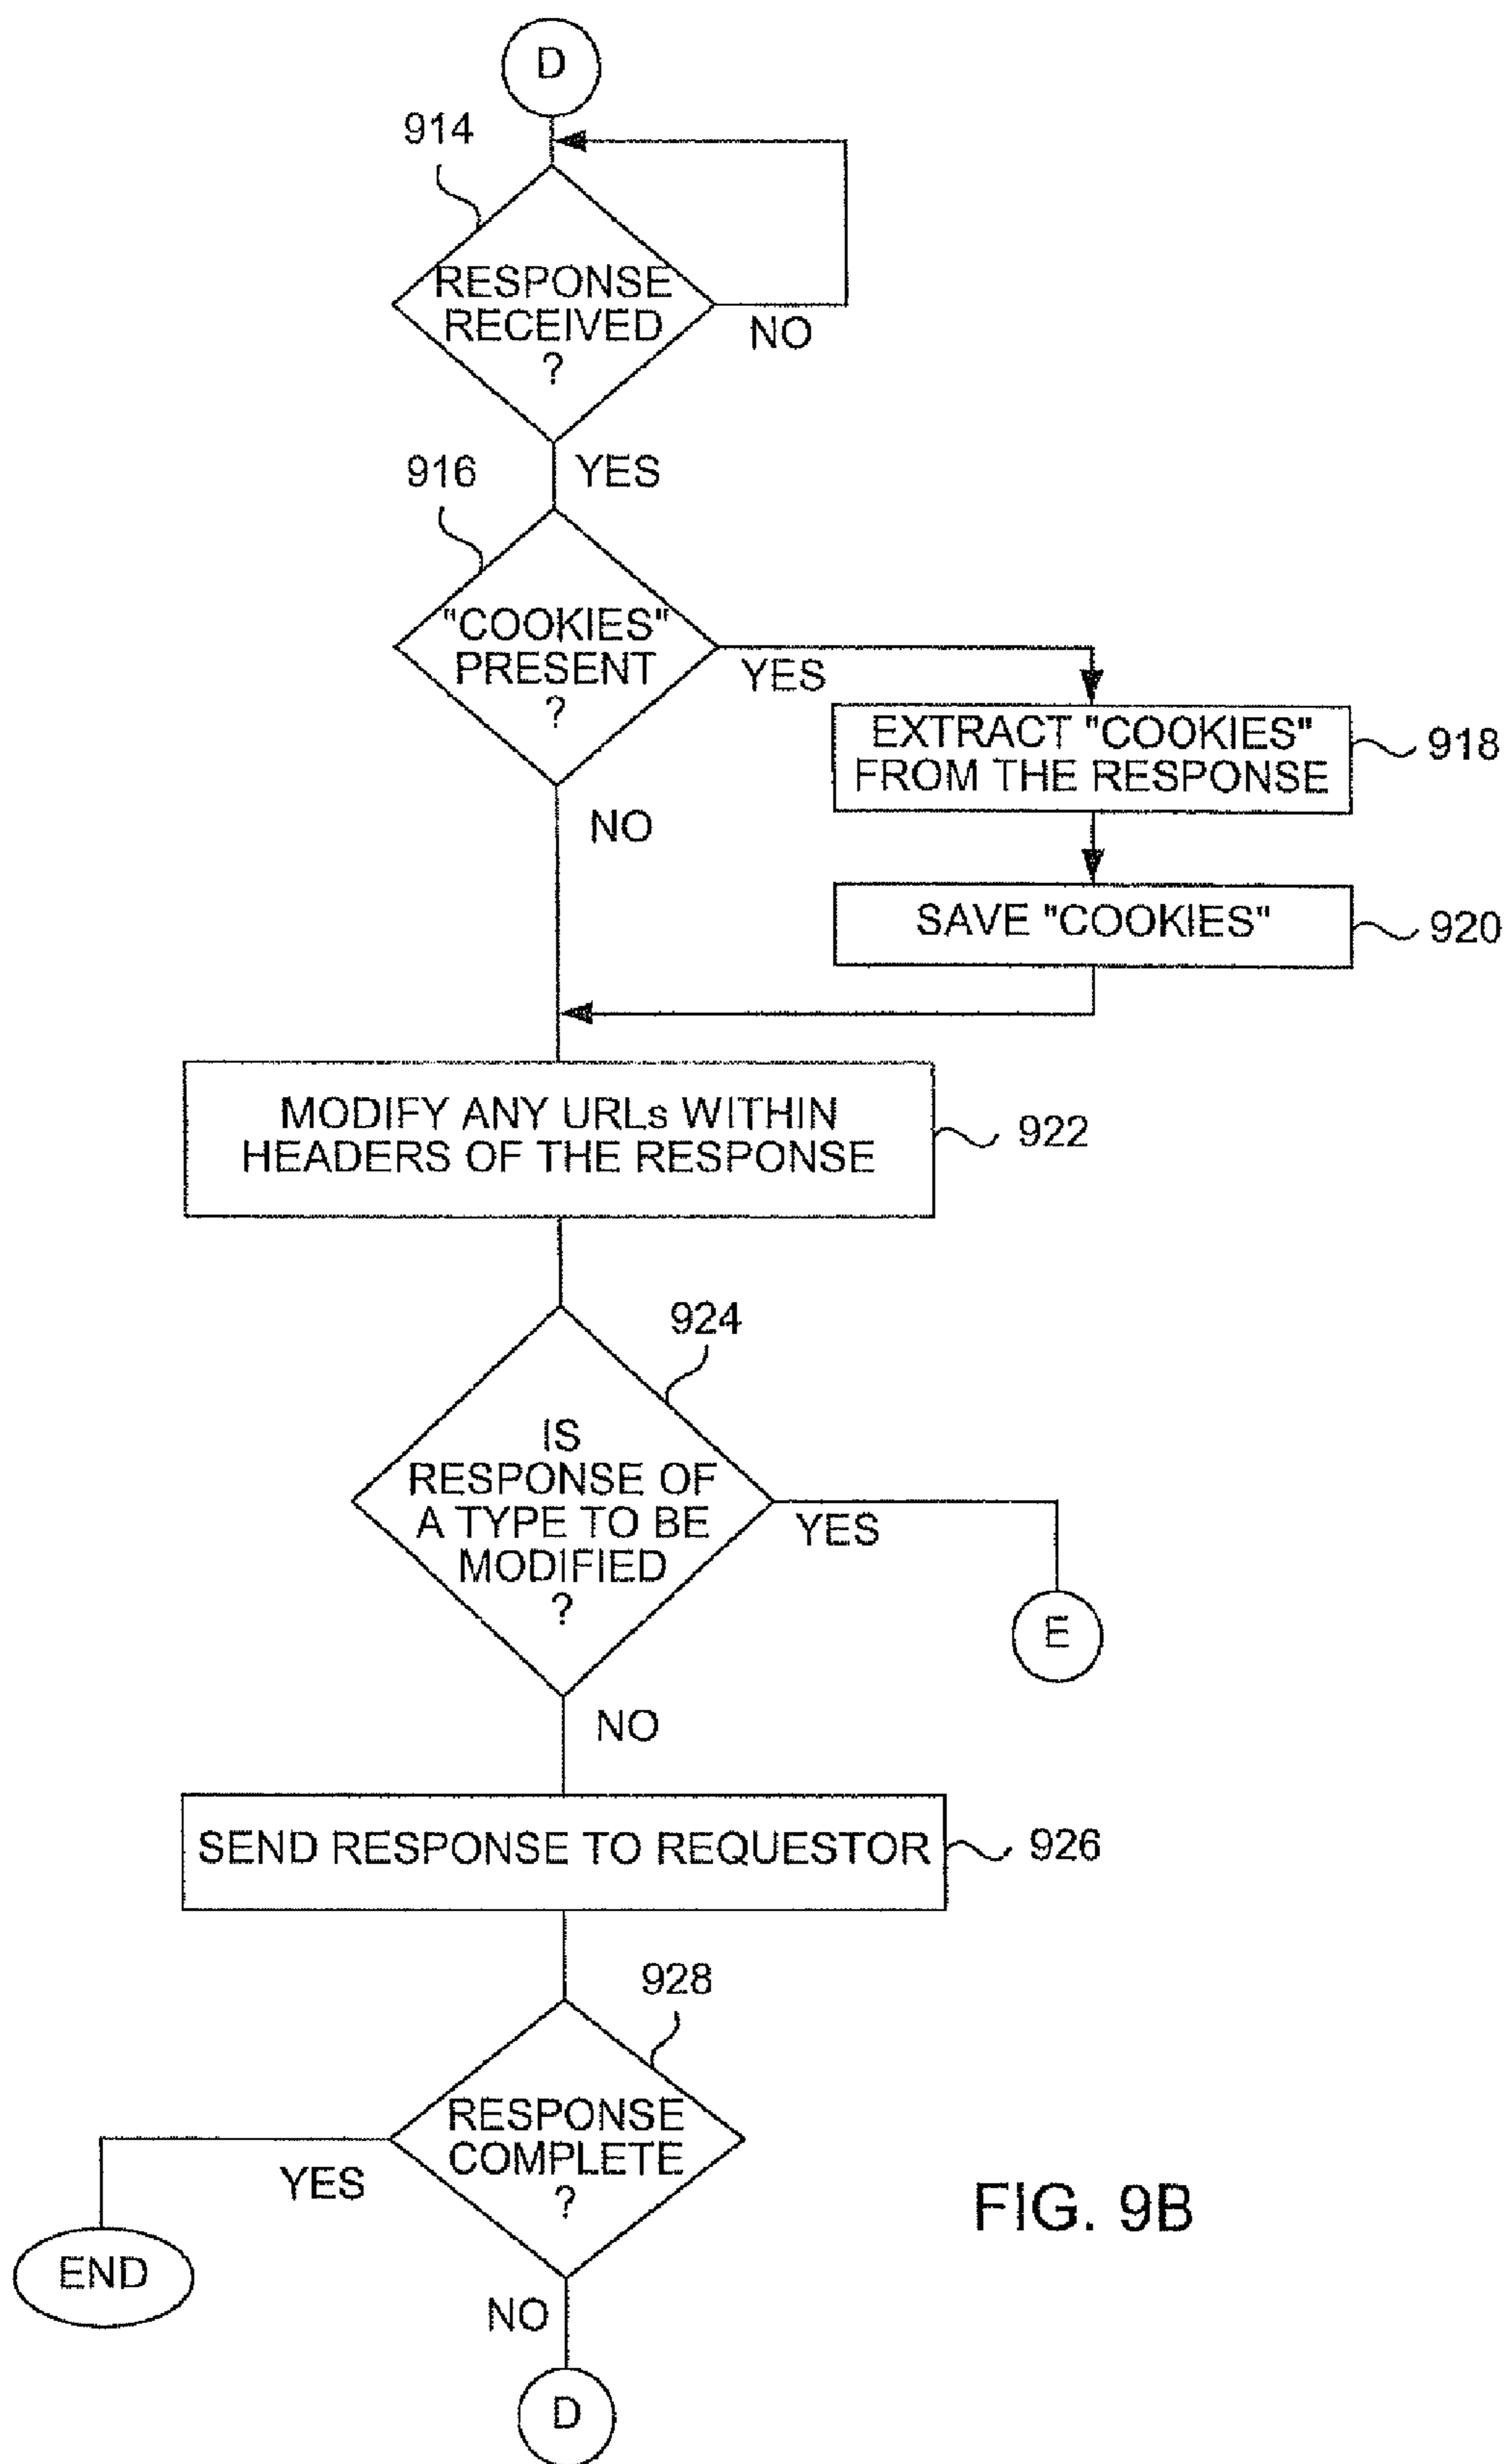 D
914
RESPONSE
RECEIVED
?
NO
YES
916
"COOKIES"
PRESENT
?
YES
NO
EXTRACT "COOKIES"
FROM THE RESPONSE
918
SAVE "COOKIES"
920
MODIFY ANY URLs WITHIN
HEADERS OF THE RESPONSE
922
924
IS
RESPONSE OF
A TYPE TO BE
MODIFIED
?
YES
E
NO
SEND RESPONSE TO REQUESTOR
926
928
RESPONSE
COMPLETE
?
YES
END
NO
D
FIG. 9B